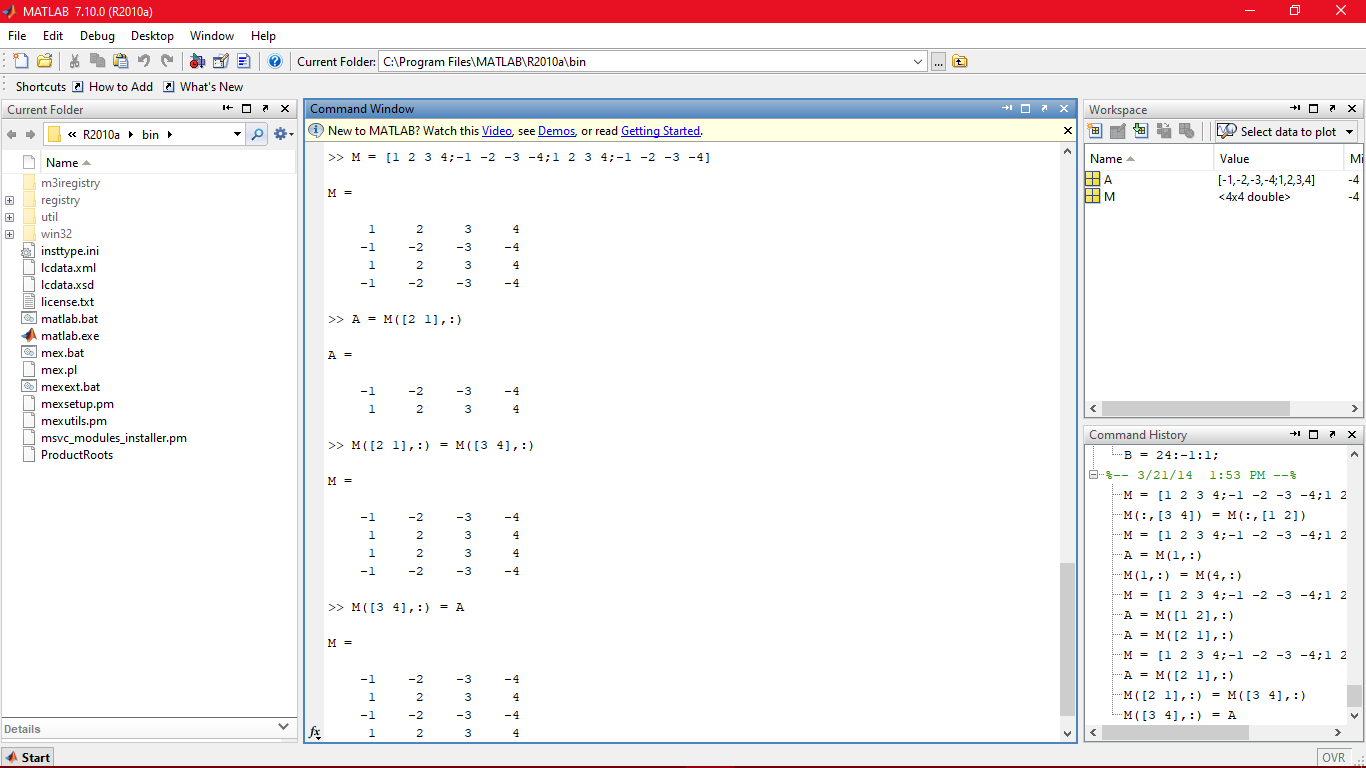 MATLAB 7.10.0 (R2010a)
File Edit Debug Desktop Window Help
Current Folder: C:\Program Files\MATLAB\R2010a\bin ...
Shortcuts How to Add What's New
Current Folder
« R2010a bin
Name
m3iregistry
registry
util
win32
insttype.ini
lcdata.xml
lcdata.xsd
license.txt
matlab.bat
matlab.exe
mex.bat
mex.pl
mexext.bat
mexsetup.pm
mexutils.pm
msvc_modules_installer.pm
ProductRoots
Details
Start
Command Window
New to MATLAB? Watch this Video, see Demos, or read Getting Started.
>> M = [1 2 3 4;-1 -2 -3 -4;1 2 3 4;-1 -2 -3 -4]
M =
1 2 3 4
-1 -2 -3 -4
1 2 3 4
-1 -2 -3 -4
>> A = M([2 1],:)
A =
-1 -2 -3 -4
1 2 3 4
>> M([2 1],:) = M([3 4],:)
M =
-1 -2 -3 -4
1 2 3 4
1 2 3 4
-1 -2 -3 -4
>> M([3 4],:) = A
M =
-1 -2 -3 -4
1 2 3 4
-1 -2 -3 -4
1 2 3 4
fx
Workspace
Select data to plot
Name Value Mi
A [-1,-2,-3,-4;1,2,3,4] -4
M <4x4 double> -4
Command History
B = 24:-1:1;
%-- 3/21/14 1:53 PM --%
M = [1 2 3 4;-1 -2 -3 -4;1 2
M(:,[3 4]) = M(:,[1 2])
M = [1 2 3 4;-1 -2 -3 -4;1 2
A = M(1,:)
M(1,:) = M(4,:)
M = [1 2 3 4;-1 -2 -3 -4;1 2
A = M([1 2],:)
A = M([2 1],:)
M = [1 2 3 4;-1 -2 -3 -4;1 2
A = M([2 1],:)
M([2 1],:) = M([3 4],:)
M([3 4],:) = A
OVR